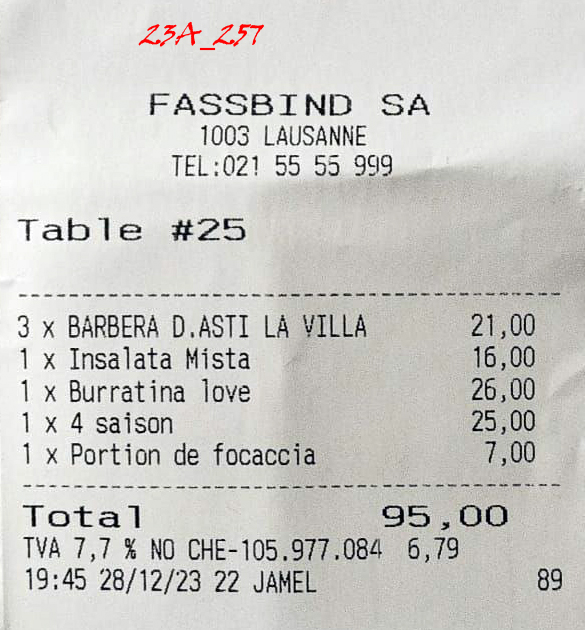 23A_257
FASSBIND SA
1003 LAUSANNE
TEL:021 55 55 999
Table #25
3 x BARBERA D.ASTI LA VILLA 21,00
1 x Insalata Mista 16,00
1 x Burratina love 26,00
1 x 4 saison 25,00
1 x Portion de focaccia 7,00
Total 95,00
TVA 7,7 % NO CHE-105.977.084 6,79
19:45 28/12/23 22 JAMEL 89